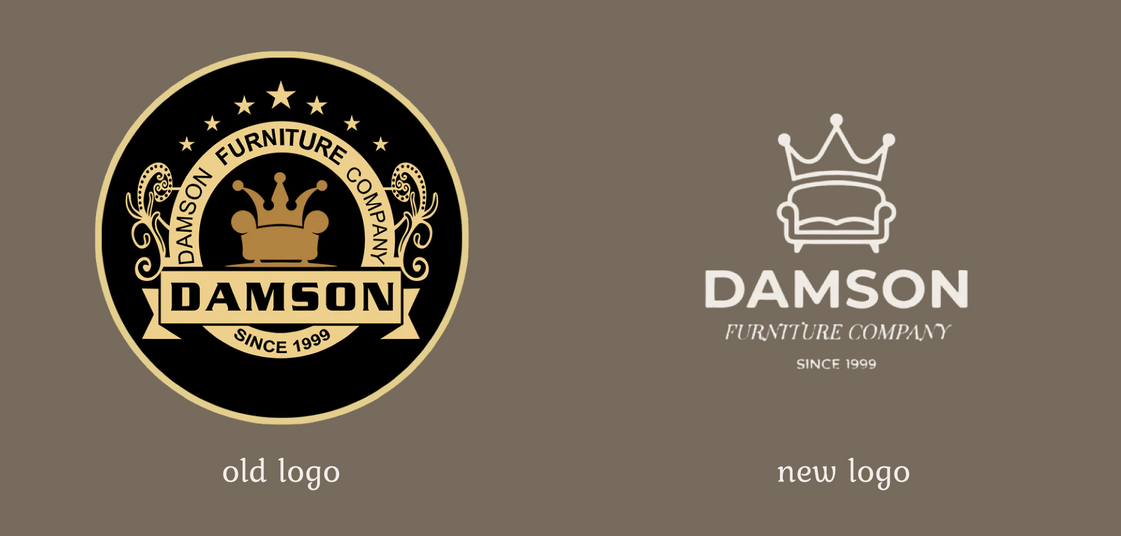 FURNITURE
DAMSON
COMPANY
DAMSON
SINCE 1999
old logo
DAMSON
FURNITURE COMPANY
SINCE 1999
new logo